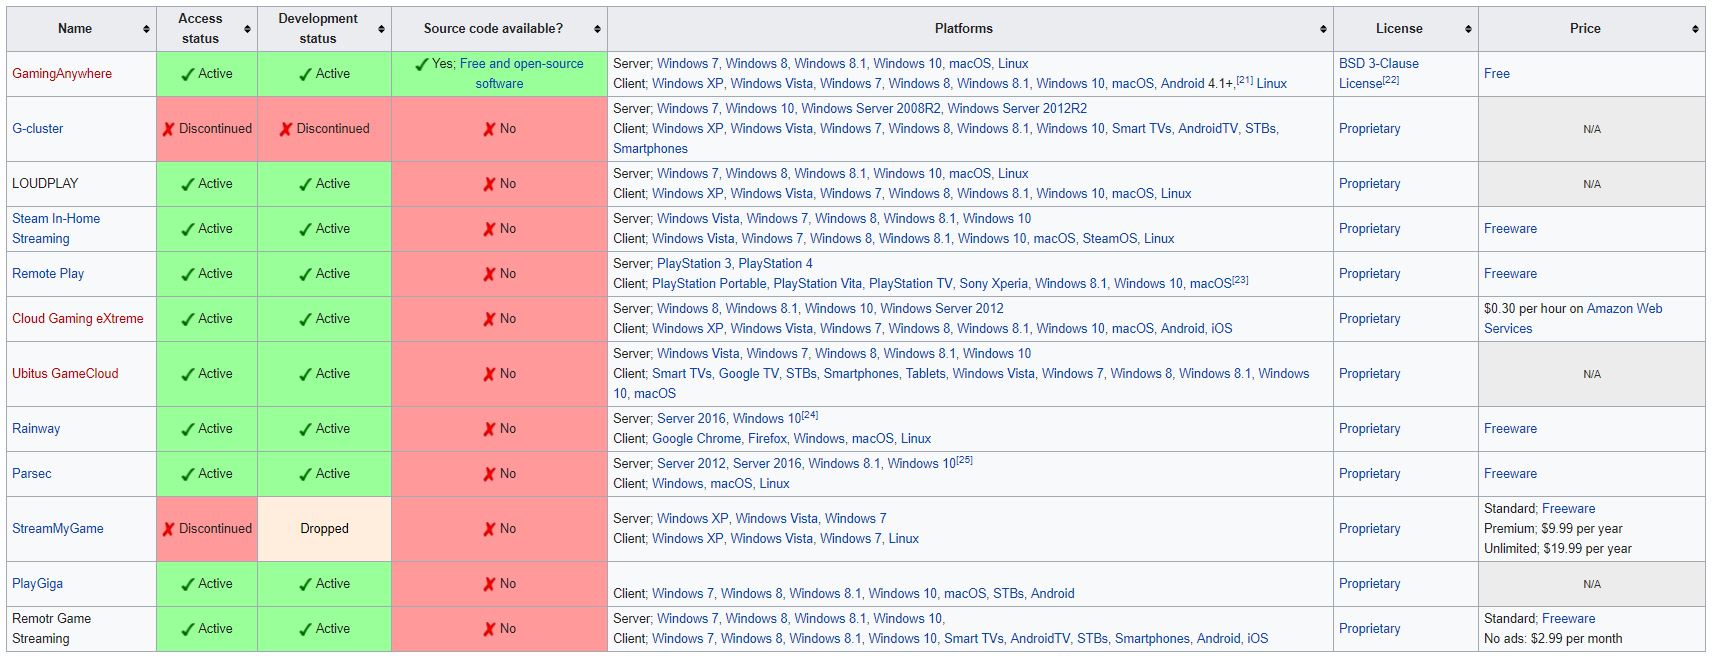 Name Access status Development status Source code available? Platforms License Price
GamingAnywhere Active Active Yes; Free and open-source software Server; Windows 7, Windows 8, Windows 8.1, Windows 10, macOS, Linux
Client; Windows XP, Windows Vista, Windows 7, Windows 8, Windows 8.1, Windows 10, macOS, Android 4.1+,[21] Linux BSD 3-Clause License[22] Free
G-cluster Discontinued Discontinued No Server; Windows 7, Windows 10, Windows Server 2008R2, Windows Server 2012R2
Client; Windows XP, Windows Vista, Windows 7, Windows 8, Windows 8.1, Windows 10, Smart TVs, AndroidTV, STBs,
Smartphones Proprietary N/A
LOUDPLAY Active Active No Server; Windows 7, Windows 8, Windows 8.1, Windows 10, macOS, Linux
Client; Windows XP, Windows Vista, Windows 7, Windows 8, Windows 8.1, Windows 10, macOS, Linux Proprietary N/A
Steam In-Home Streaming Active Active No Server; Windows Vista, Windows 7, Windows 8, Windows 8.1, Windows 10
Client; Windows Vista, Windows 7, Windows 8, Windows 8.1, Windows 10, macOS, SteamOS, Linux Proprietary Freeware
Remote Play Active Active No Server; PlayStation 3, PlayStation 4
Client; PlayStation Portable, PlayStation Vita, PlayStation TV, Sony Xperia, Windows 8.1, Windows 10, macOS[23] Proprietary Freeware
Cloud Gaming eXtreme Active Active No Server; Windows 8, Windows 8.1, Windows 10, Windows Server 2012
Client; Windows XP, Windows Vista, Windows 7, Windows 8, Windows 8.1, Windows 10, macOS, Android, iOS Proprietary $0.30 per hour on Amazon Web Services
Ubitus GameCloud Active Active No Server; Windows Vista, Windows 7, Windows 8, Windows 8.1, Windows 10
Client; Smart TVs, Google TV, STBs, Smartphones, Tablets, Windows Vista, Windows 7, Windows 8, Windows 8.1, Windows
10, macOS Proprietary N/A
Rainway Active Active No Server; Server 2016, Windows 10[24]
Client; Google Chrome, Firefox, Windows, macOS, Linux Proprietary Freeware
Parsec Active Active No Server; Server 2012, Server 2016, Windows 8.1, Windows 10[25]
Client; Windows, macOS, Linux Proprietary Freeware
StreamMyGame Discontinued Dropped No Server; Windows XP, Windows Vista, Windows 7
Client; Windows XP, Windows Vista, Windows 7, Linux Proprietary Standard; Freeware
Premium; $9.99 per year
Unlimited; $19.99 per year
PlayGiga Active Active No Client; Windows 7, Windows 8, Windows 8.1, Windows 10, macOS, STBs, Android Proprietary N/A
Remotr Game Streaming Active Active No Server; Windows 7, Windows 8, Windows 8.1, Windows 10,
Client; Windows 7, Windows 8, Windows 8.1, Windows 10, Smart TVs, AndroidTV, STBs, Smartphones, Android, iOS Proprietary Standard; Freeware
No ads: $2.99 per month